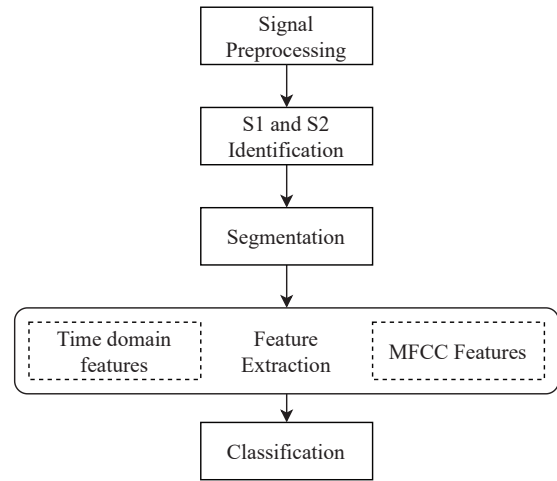 Signal
Preprocessing
S1 and S2
Identification
Segmentation
Time domain
features
Feature
Extraction
MFCC Features
Classification